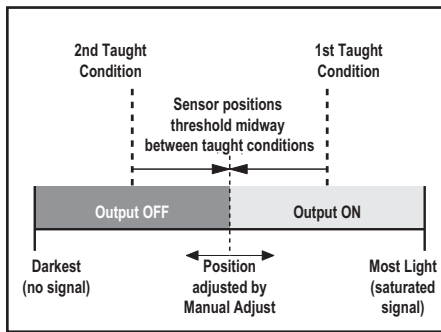 2nd Taught
Condition
1st Taught
Condition
Sensor positions
threshold midway
between taught conditions
Output OFF
Output ON
Darkest
(no signal)
Position
adjusted by
Manual Adjust
Most Light
(saturated
signal)